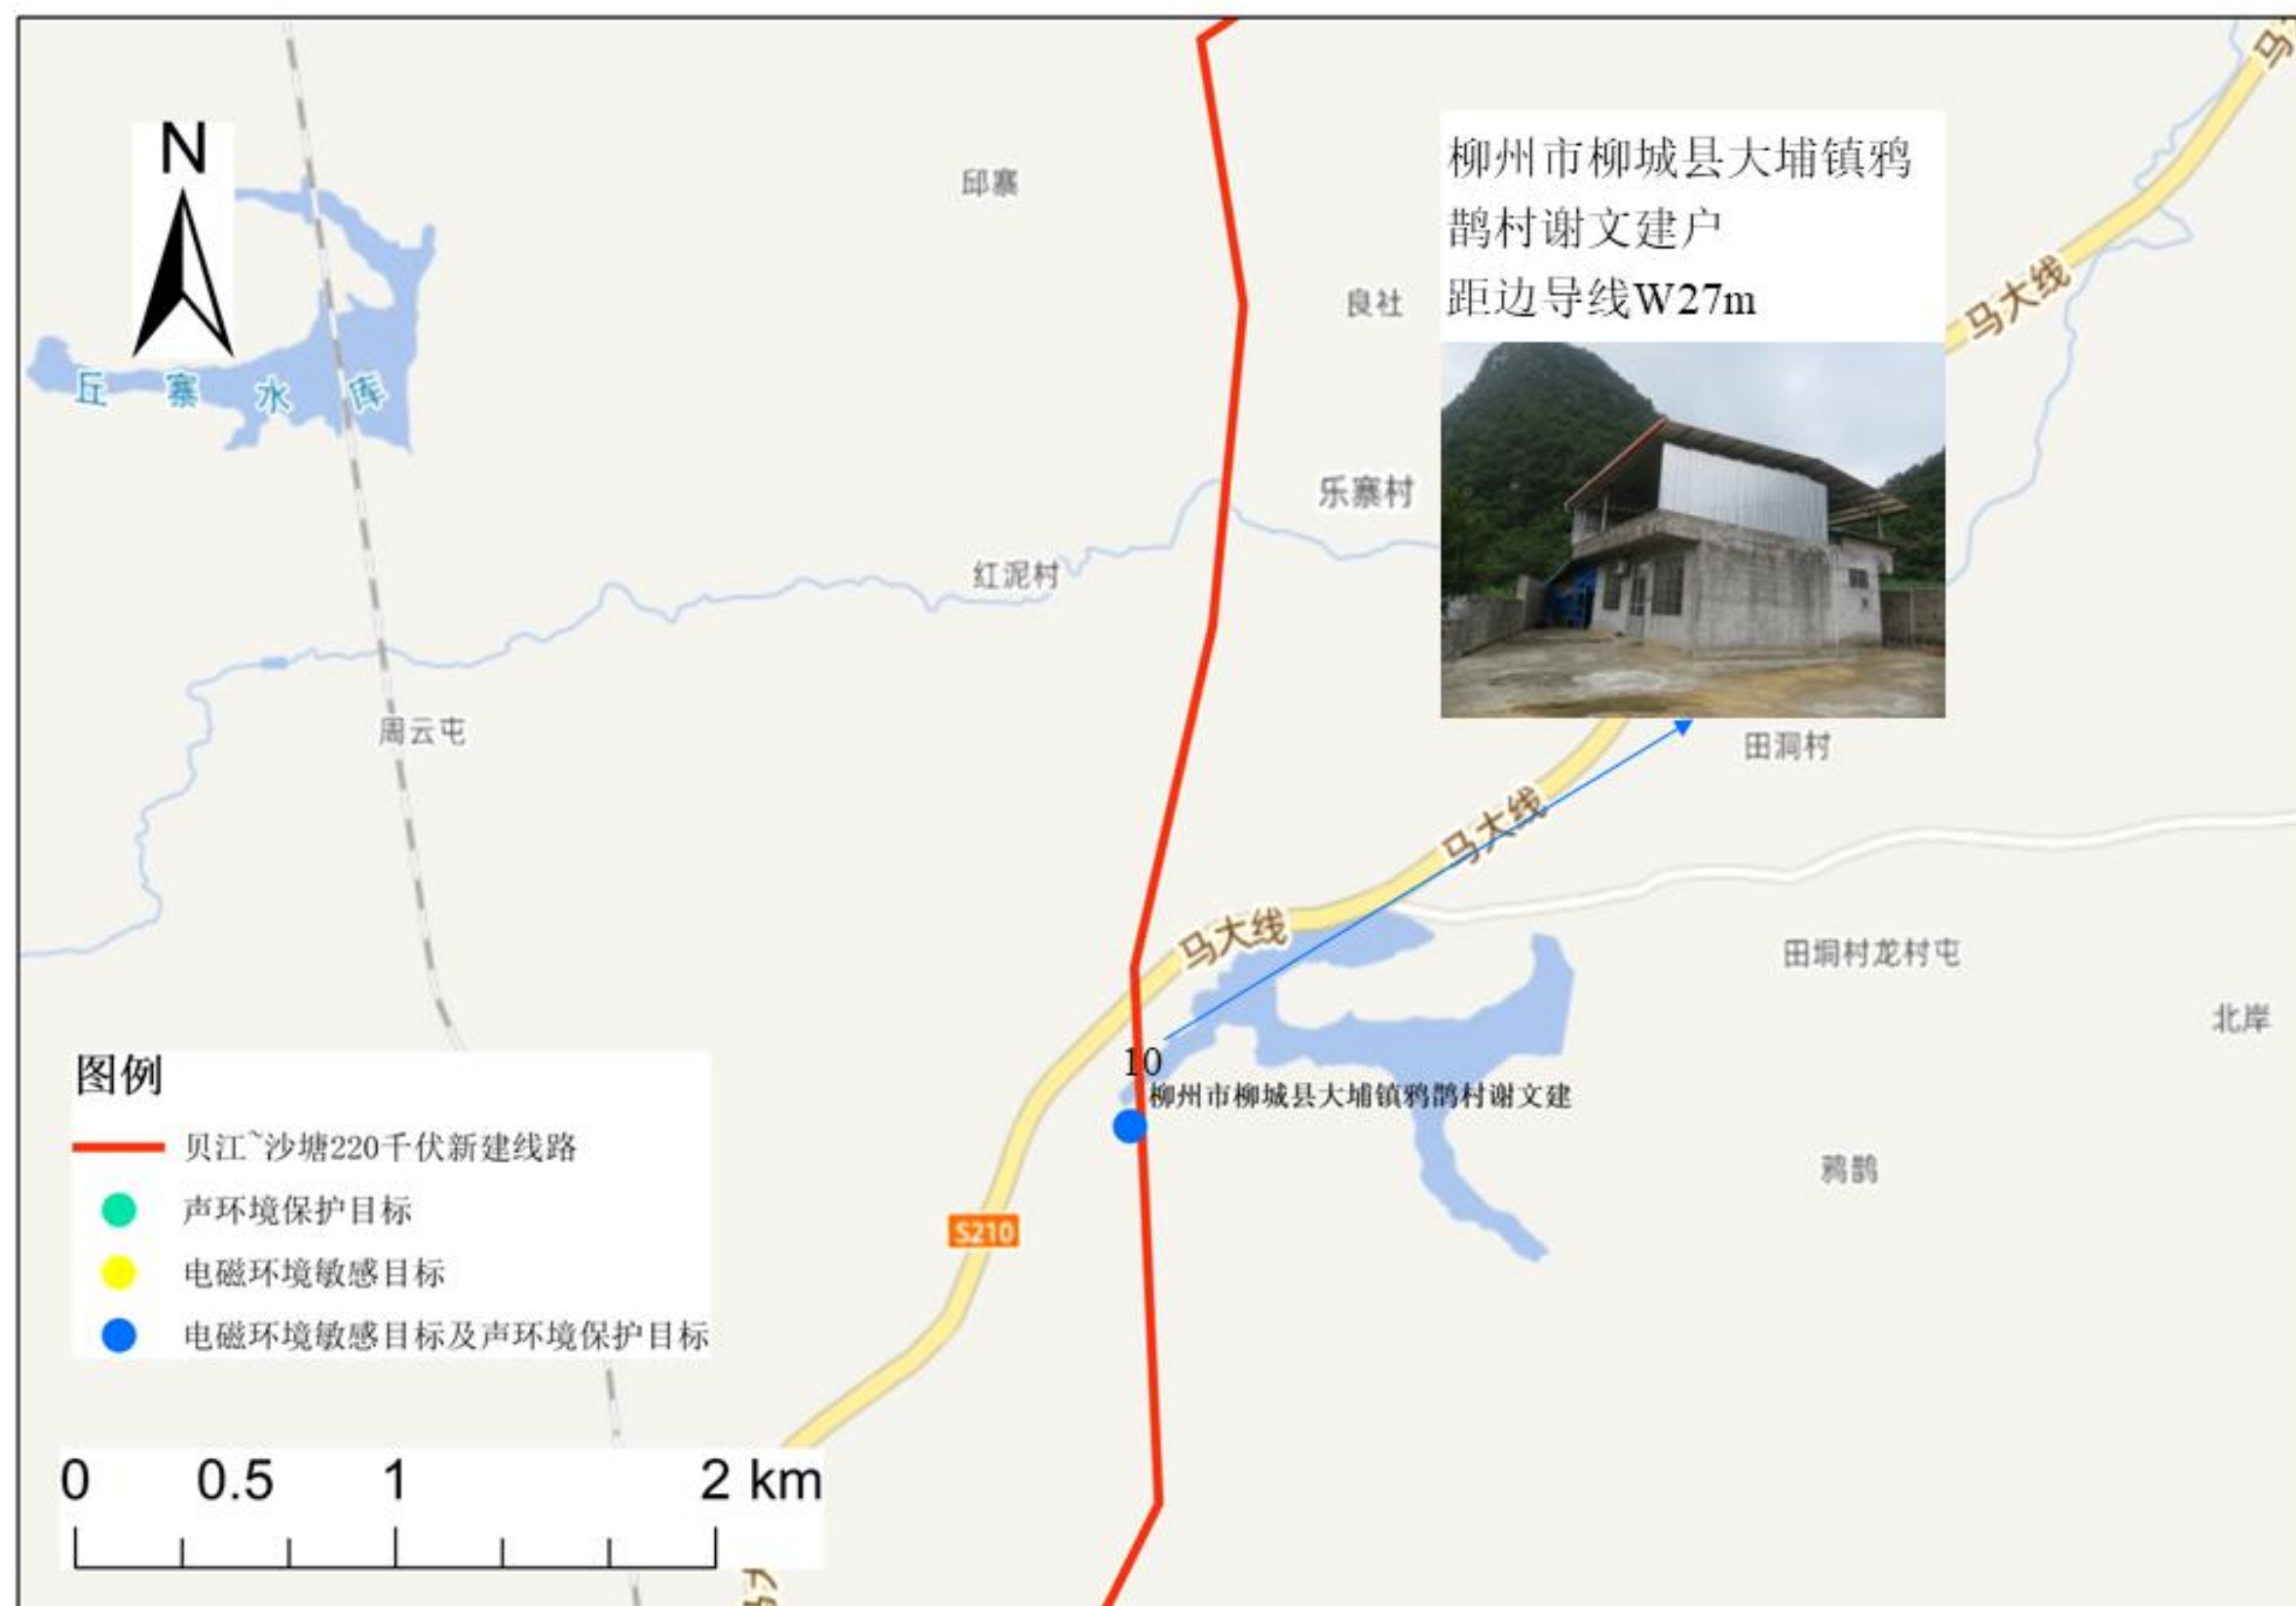 马
N
邱寨
柳州市柳城县大埔镇鸦
鹊村谢文建户
距边导线W27m
马大线
良社
丘寨水库
乐寨村
红泥村
周云屯
田洞村
马大线
马大线
田垌村龙村屯
北岸
10
柳州市柳城县大埔镇鸦鹊村谢文建
鸦鹊
S210
图例
贝江~沙塘220千伏新建线路
声环境保护目标
电磁环境敏感目标
电磁环境敏感目标及声环境保护目标
0 0.5 1 2 km